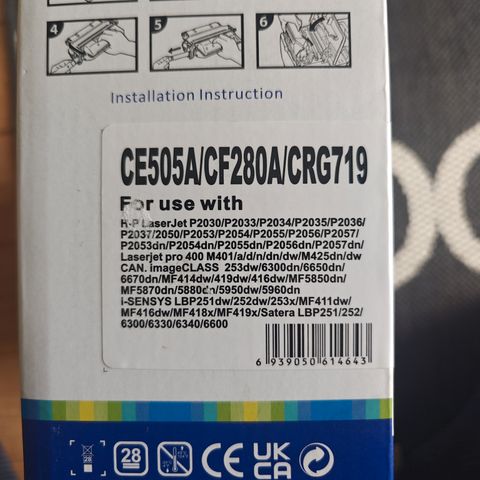 4
5
6
Installation Instruction
CE505A/CF280A/CRG719
For use with
H-P LaserJet P2030/P2033/P2034/P2035/P2036/
P2037/2050/P2053/P2054/P2055/P2056/P2057/
P2053dn/P2054dn/P2055dn/P2056dn/P2057dn/
Laserjet pro 400 M401/a/d/n/dn/dw/M425dn/dw
CAN. imageCLASS 253dw/6300dn/6650dn/
6670dn/MF414dw/419dw/416dw/MF5850dn/
MF5870dn/5880dn/5950dw/5960dn
i-SENSYS LBP251dw/252dw/253x/MF411dw/
MF416dw/MF418x/MF419x/Satera LBP251/252/
6300/6330/6340/6600
6 939050 614643
28
28
CE
UK
CA